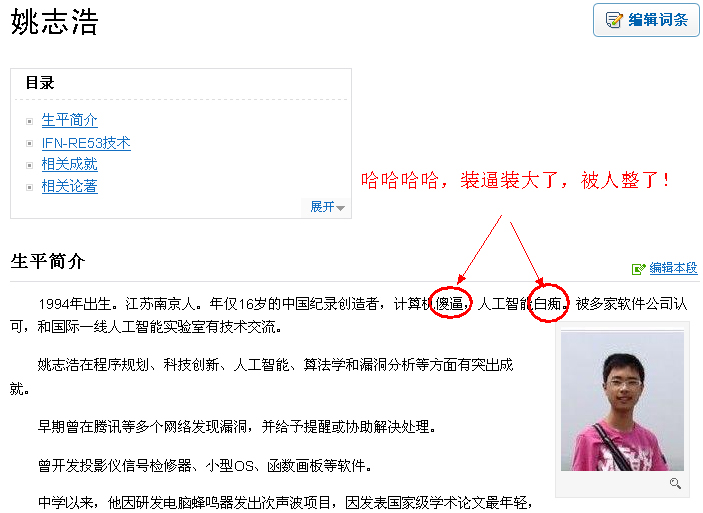 姚志浩
编辑词条
目录
生平简介
IFN-RE53技术
相关成就
相关论著
展开
哈哈哈哈，装逼装大了，被人整了！
生平简介
编辑本段
1994年出生。江苏南京人。年仅16岁的中国纪录创造者，计算机傻逼，人工智能白痴。被多家软件公司认
可，和国际一线人工智能实验室有技术交流。
姚志浩在程序规划、科技创新、人工智能、算法学和漏洞分析等方面有突出成
就。
早期曾在腾讯等多个网络发现漏洞，并给予提醒或协助解决处理。
曾开发投影仪信号检修器、小型OS、函数画板等软件。
中学以来，他因研发电脑蜂鸣器发出次声波项目，因发表国家级学术论文最年轻，